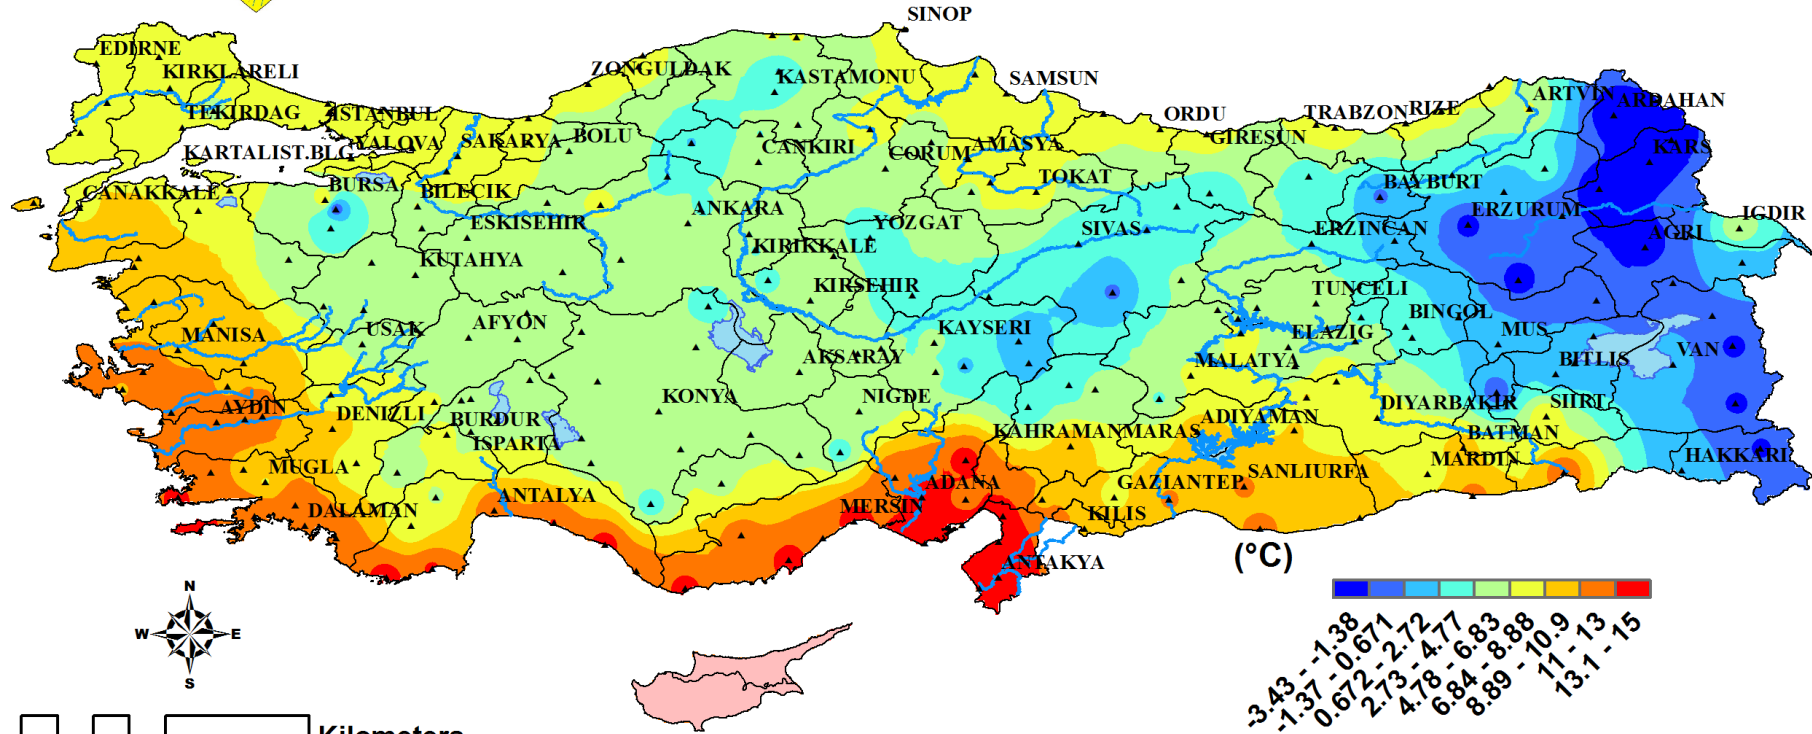 SINOP
EDIRNE
KIRKLARELI
ZONGULDAK
KASTAMONU
SAMSUN
ARTVIN
ARDAHAN
TEKIRDAG
ISTANBUL
ORDU
TRABZON
RIZE
YALOVA
SAKARYA
BOLU
CANKIRI
CORUM
AMASYA
GIRESUN
KARS
KARTALIST.BLG
CANAKKALE
BURSA
BILECIK
TOKAT
BAYBURT
ANKARA
ERZURUM
IGDIR
ESKISEHIR
YOZGAT
SIVAS
ERZINCAN
AGRI
KIRIKKALE
KUTAHYA
KIRSEHIR
TUNCELI
BINGOL
MANISA
USAK
AFYON
KAYSERI
ELAZIG
MUS
AKSARAY
MALATYA
BITLIS
VAN
KONYA
NIGDE
AYDIN
DENIZLI
BURDUR
ADIYAMAN
DIYARBAKIR
SIIRT
ISPARTA
KAHRAMANMARAS
BATMAN
MUGLA
SANLIURFA
MARDIN
HAKKARI
ANTALYA
MERSIN
ADANA
GAZIANTEP
DALAMAN
KILIS
ANTAKYA
(°C)
N
W
E
S
-3.43 - -1.38
-1.37 - 0.671
0.672 - 2.72
2.73 - 4.77
4.78 - 6.83
6.84 - 8.88
8.89 - 10.9
11 - 13
13.1 - 15
Kilometers